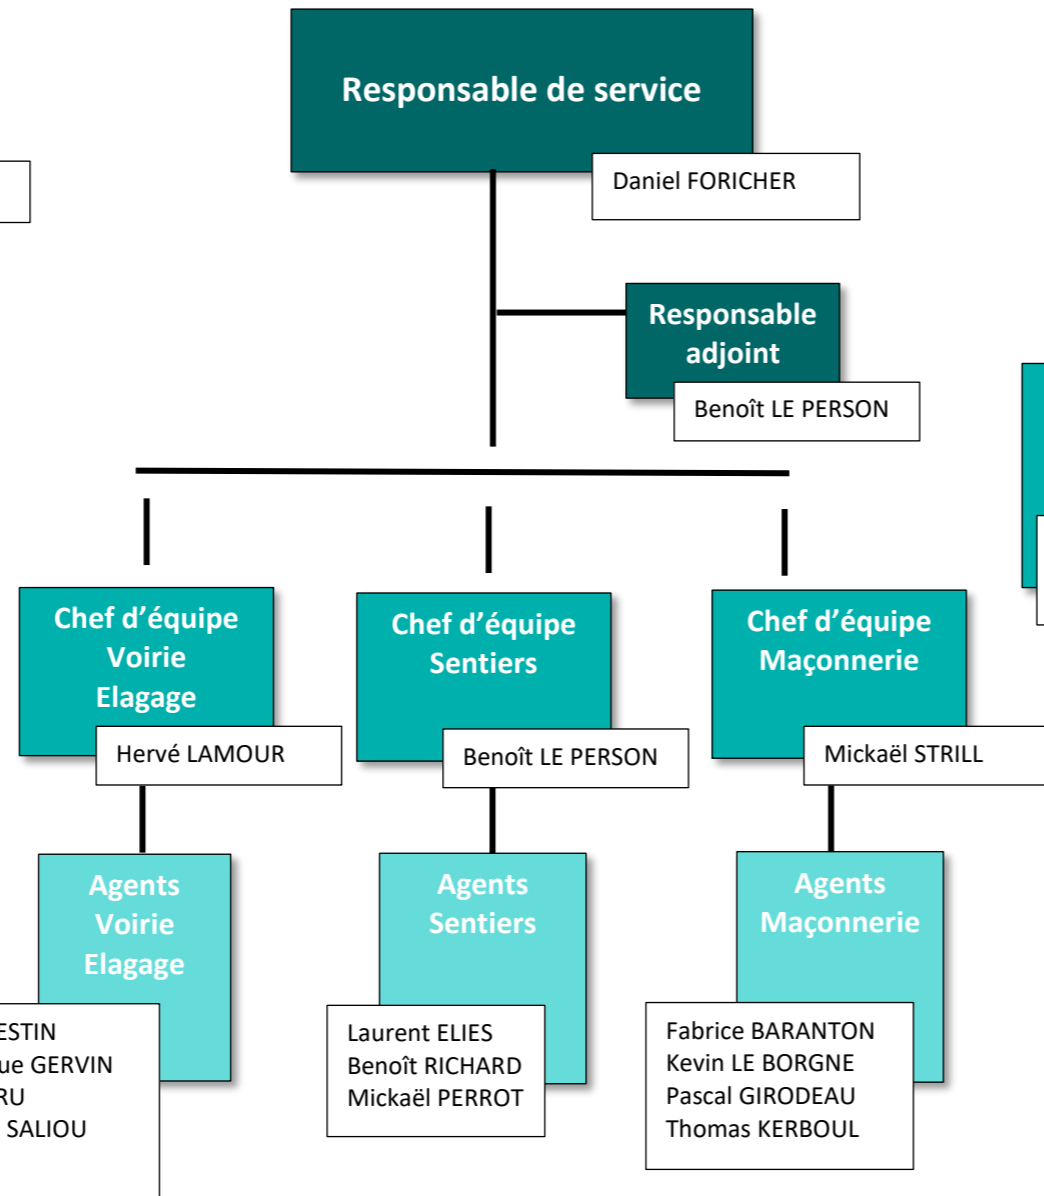 Responsable de service
Daniel FORICHER
Responsable
adjoint
Benoît LE PERSON
Chef d’équipe
Voirie
Elagage
Hervé LAMOUR
Chef d’équipe
Sentiers
Benoît LE PERSON
Chef d’équipe
Maçonnerie
Mickaël STRILL
Agents
Voirie
Elagage
GERVIN
SALIOU
Agents
Sentiers
Laurent ELIES
Benoît RICHARD
Mickaël PERROT
Agents
Maçonnerie
Fabrice BARANTON
Kevin LE BORGNE
Pascal GIRODEAU
Thomas KERBOUL